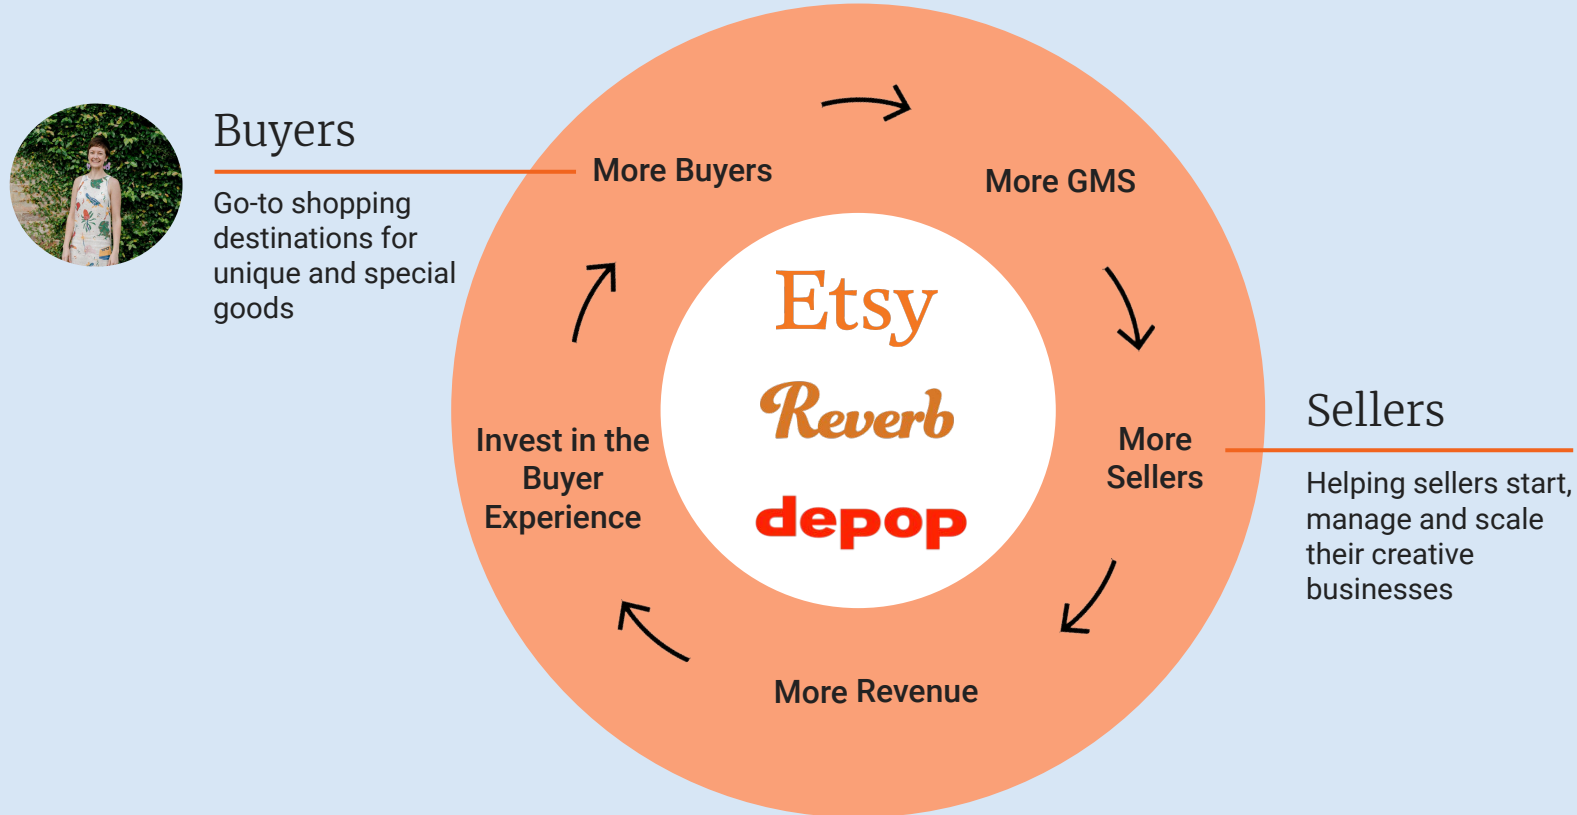 Buyers
Go-to shopping
destinations for
unique and special
goods
More Buyers
More GMS
More
Sellers
More Revenue
Invest in the
Buyer
Experience
Etsy
Reverb
depop
Sellers
Helping sellers start,
manage and scale
their creative
businesses